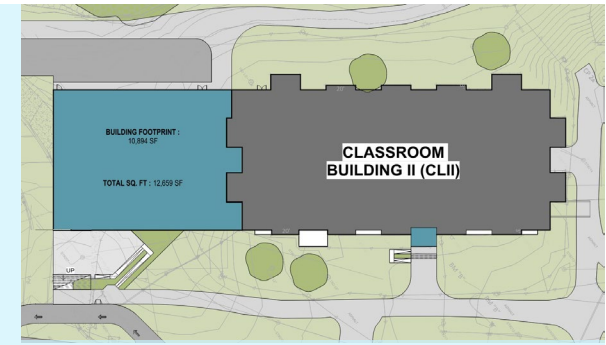 BUILDING FOOTPRINT :
10,894 SF
TOTAL SQ. FT : 12,659 SF
CLASSROOM
BUILDING II (CLII)
UP